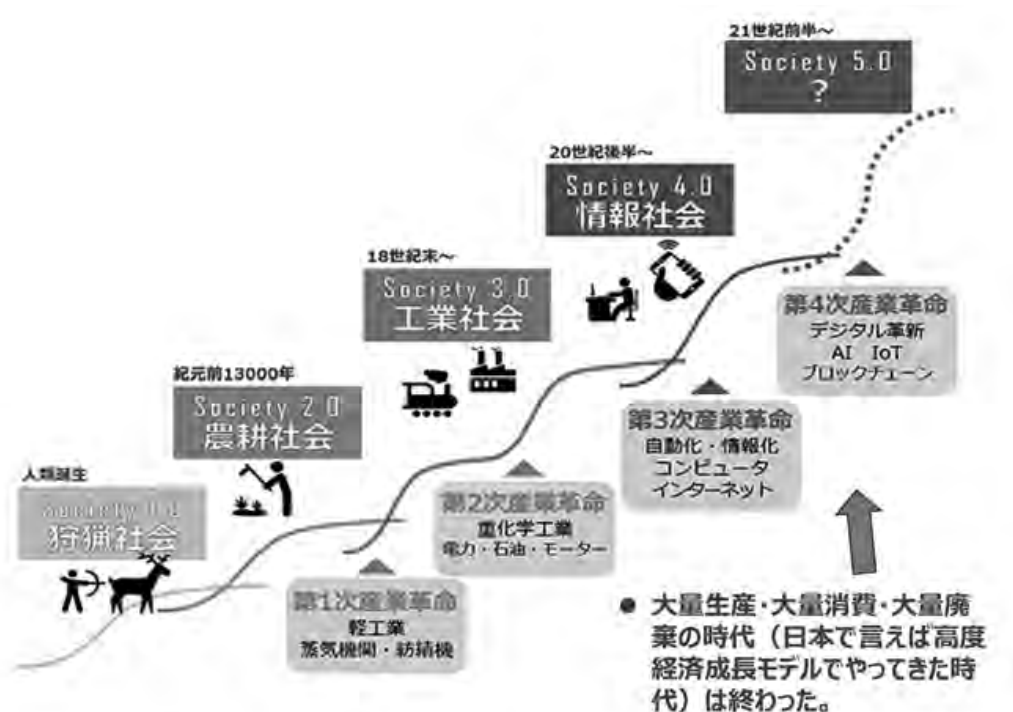 21世紀前半～
Society 5.0
?
20世紀後半～
Society 4.0
情報社会
18世紀末～
Society 3.0
工業社会
紀元前13000年
Society 2.0
農耕社会
人類誕生
Society 1.0
狩猟社会
第1次産業革命
軽工業
蒸気機関・紡績機
第2次産業革命
重化学工業
電力・石油・モーター
第3次産業革命
自動化・情報化
コンピュータ
インターネット
第4次産業革命
デジタル革新
AI IoT
ブロックチェーン
● 大量生産・大量消費・大量廃
棄の時代（日本で言えば高度
経済成長モデルでやってきた時
代）は終わった。